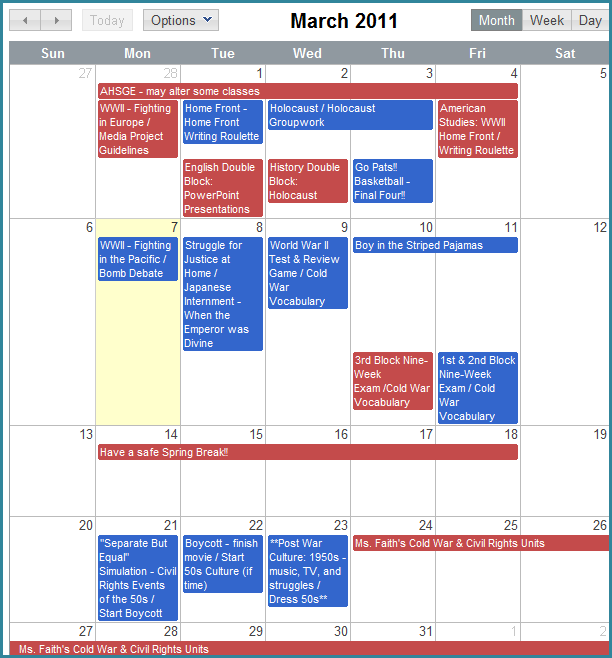 Today Options March 2011 Month Week Day
Sun Mon Tue Wed Thu Fri Sat
27 28 1 2 3 4 5
AHSGE - may alter some classes
WWII - Fighting
in Europe /
Media Project
Guidelines
Home Front -
Home Front
Writing Roulette
Holocaust / Holocaust
Groupwork
American
Studies: WWII
Home Front /
Writing Roulette
English Double
Block:
PowerPoint
Presentations
History Double
Block:
Holocaust
Go Pats!!
Basketball -
Final Four!!
6 7 8 9 10 11 12
WWII - Fighting
in the Pacific /
Bomb Debate
Struggle for
Justice at
Home /
Japanese
Internment -
When the
Emperor was
Divine
World War II
Test & Review
Game / Cold
War
Vocabulary
Boy in the Striped Pajamas
3rd Block Nine-
Week
Exam /Cold War
Vocabulary
1st & 2nd Block
Nine-Week
Exam / Cold
War
Vocabulary
13 14 15 16 17 18 19
Have a safe Spring Break!!
20 21 22 23 24 25 26
"Separate But
Equal"
Simulation - Civil
Rights Events
of the 50s /
Start Boycott
Boycott - finish
movie / Start
50s Culture (if
time)
**Post War
Culture: 1950s -
music, TV, and
struggles /
Dress 50s**
Ms. Faith's Cold War & Civil Rights Units
27 28 29 30 31 1 2
Ms. Faith's Cold War & Civil Rights Units